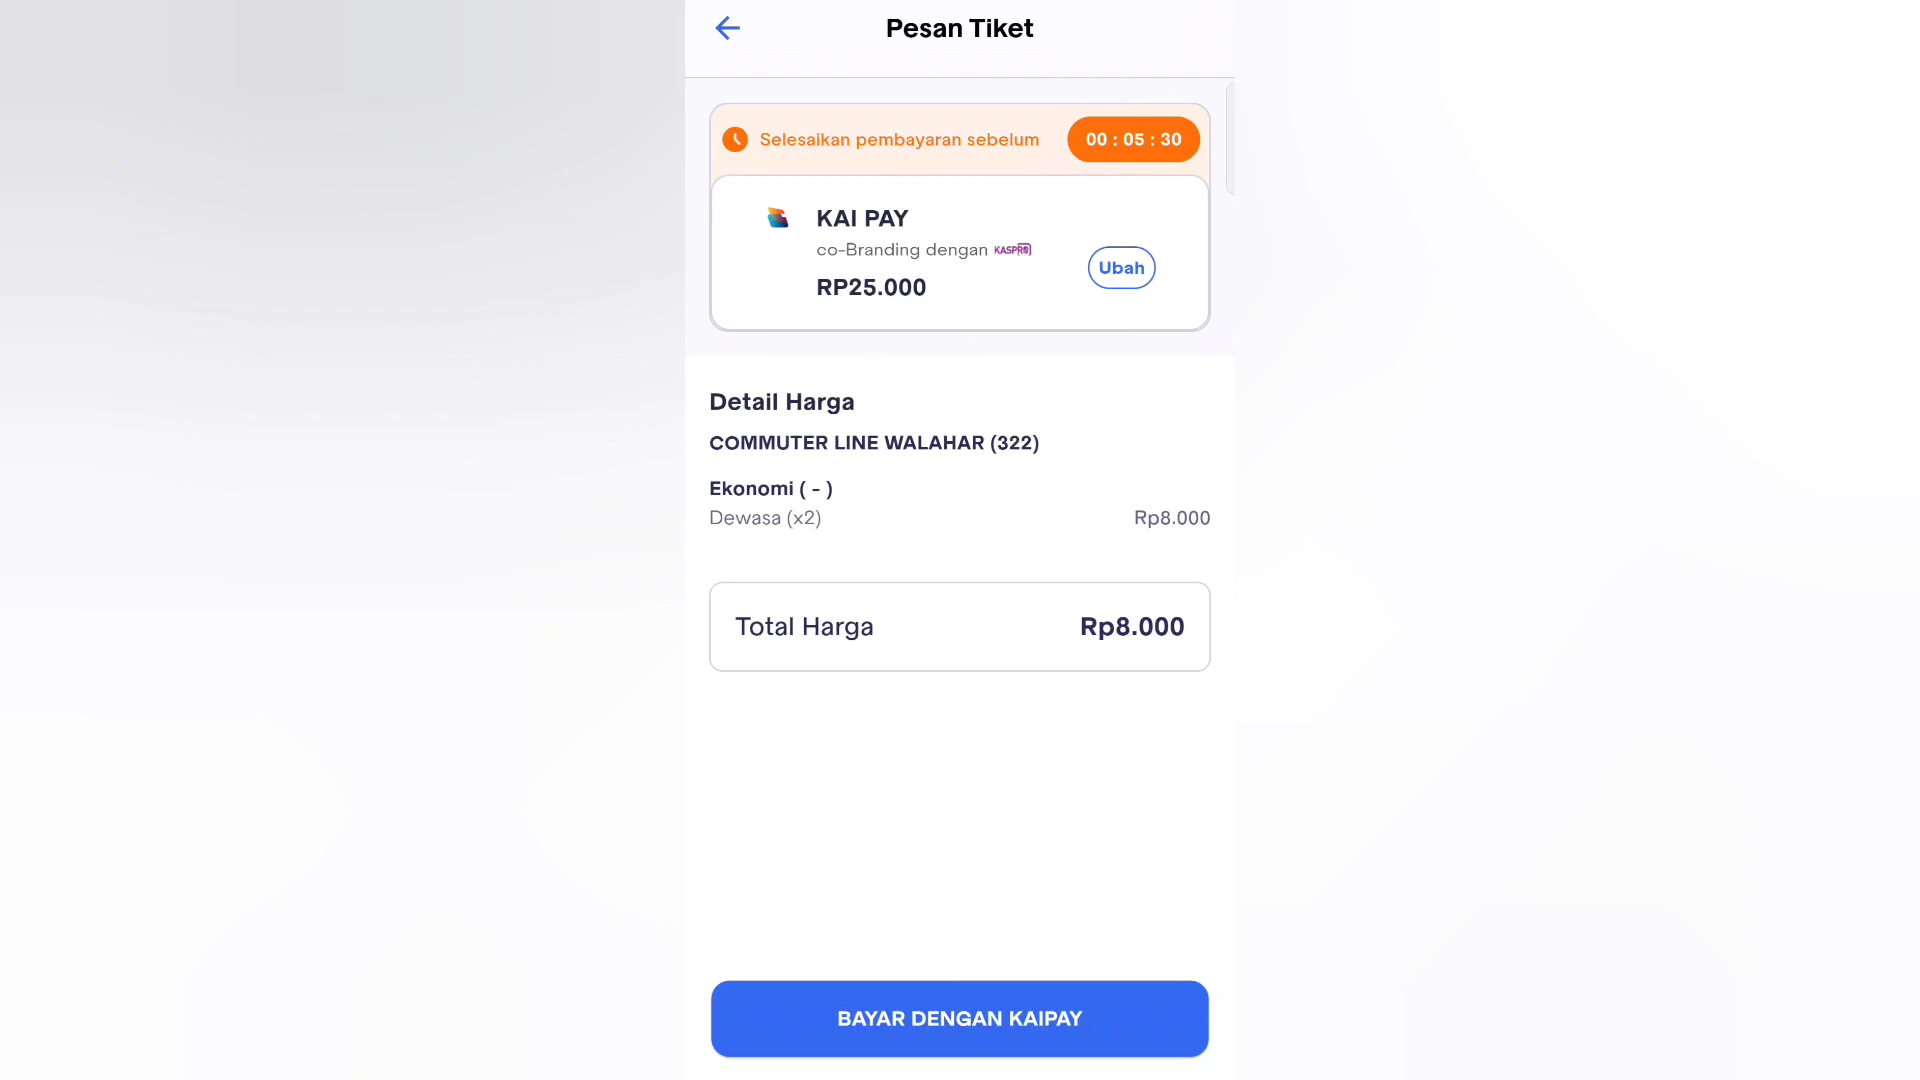 Pesan Tiket
Selesaikan pembayaran sebelum 00 : 05 : 30
KAI PAY
co-Branding dengan KASPRO
RP25.000
Ubah
Detail Harga
COMMUTER LINE WALAHAR (322)
Ekonomi ( - )
Dewasa (x2) Rp8.000
Total Harga Rp8.000
BAYAR DENGAN KAIPAY